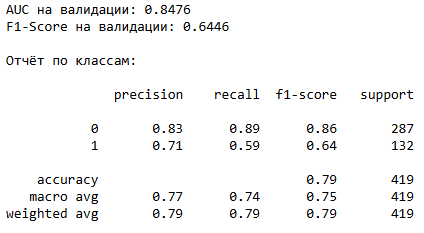 AUC на валидации: 0.8476
F1-Score на валидации: 0.6446
Отчёт по классам:
precision recall f1-score support
0 0.83 0.89 0.86 287
1 0.71 0.59 0.64 132
accuracy 0.79 419
macro avg 0.77 0.74 0.75 419
weighted avg 0.79 0.79 0.79 419